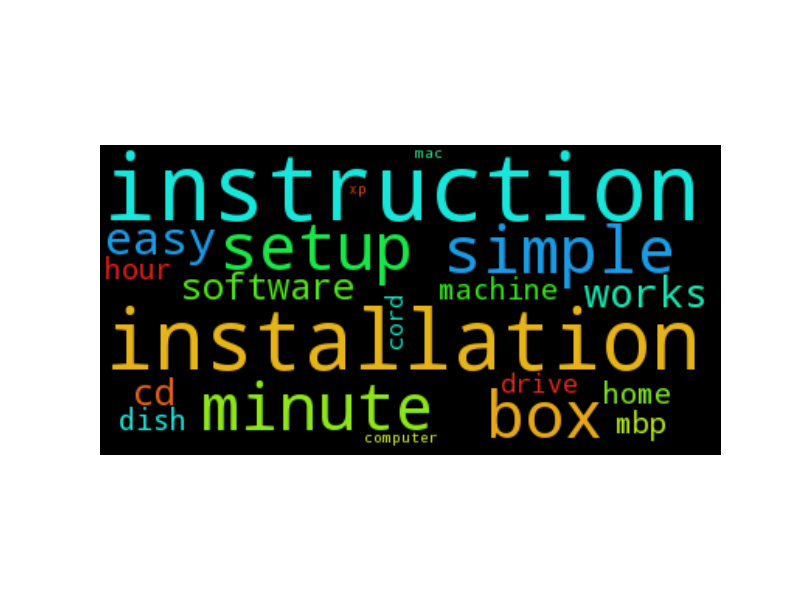 mac
instruction
xp
easy setup simple
hour
software machine works
cord
installation
cd minute drive home
dish box mbp
computer